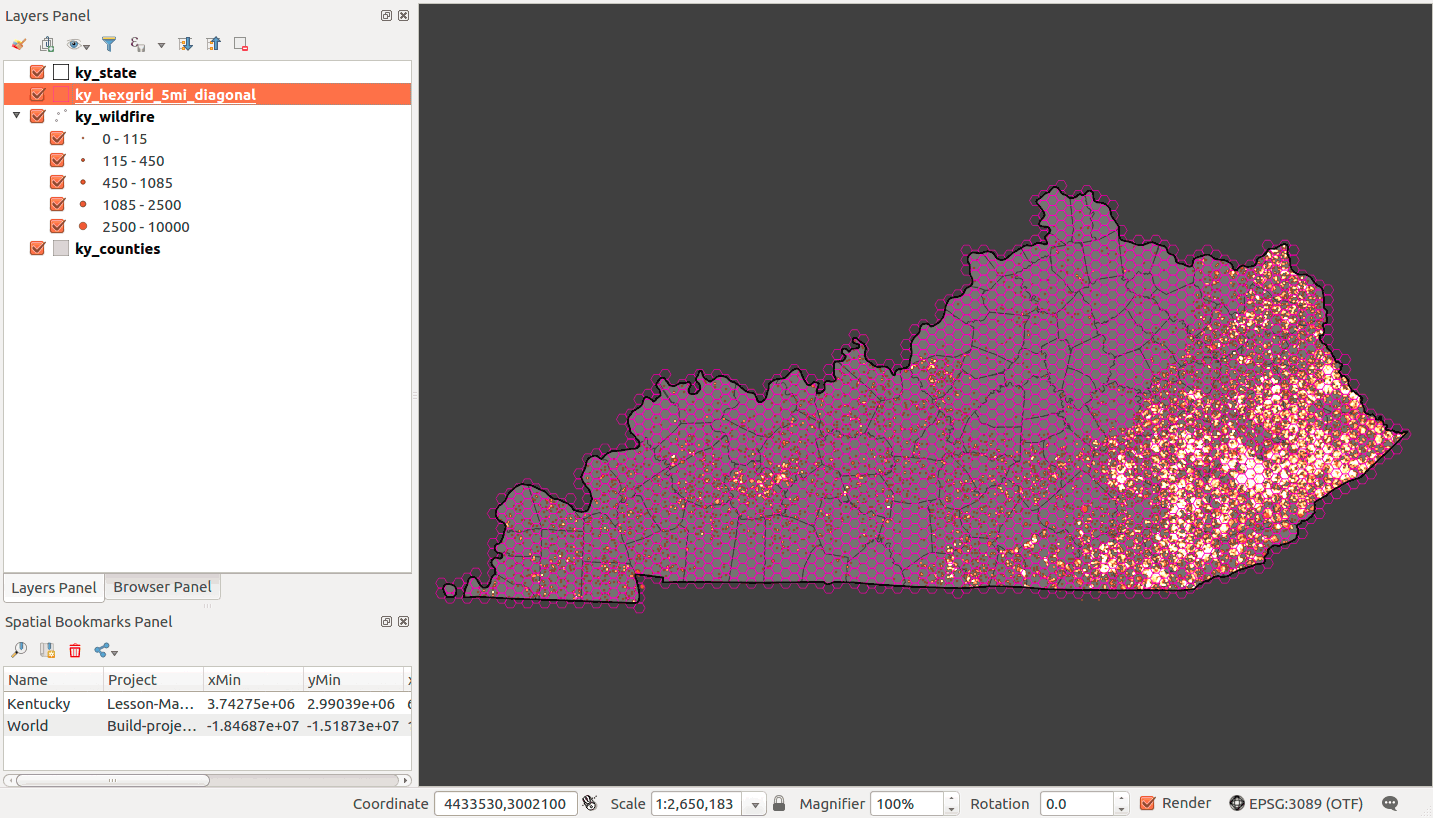 Layers Panel
ky_state
ky_hexgrid_5mi_diagonal
ky_wildfire
0 - 115
115 - 450
450 - 1085
1085 - 2500
2500 - 10000
ky_counties
Layers Panel Browser Panel
Spatial Bookmarks Panel
Name Project xMin yMin
Kentucky Lesson-Ma... 3.74275e+06 2.99039e+06
World Build-proje... -1.84687e+07 -1.51873e+07
Coordinate 4433530,3002100 Scale 1:2,650,183 Magnifier 100% Rotation 0.0 Render EPSG:3089 (OTF)